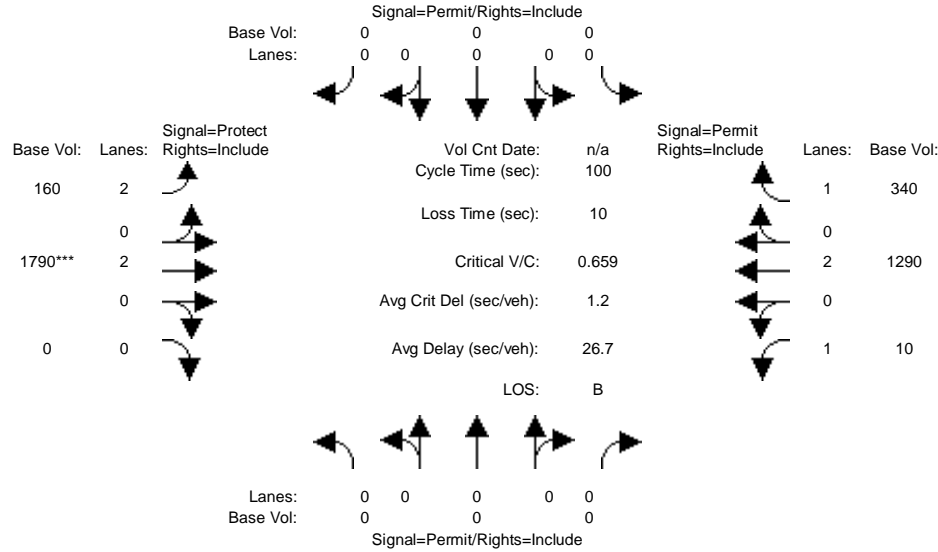 Signal=Permit/Rights=Include
Base Vol: 0 0 0
Lanes: 0 0 0 0 0
Signal=Protect
Base Vol: Lanes: Rights=Include
Vol Cnt Date: n/a
Signal=Permit
Rights=Include Lanes: Base Vol:
Cycle Time (sec): 100
160 2
1 340
Loss Time (sec): 10
0
0
1790*** 2
Critical V/C: 0.659
2 1290
0
Avg Crit Del (sec/veh): 1.2
0
0 0
Avg Delay (sec/veh): 26.7
1 10
LOS: B
Lanes: 0 0 0 0 0
Base Vol: 0 0 0
Signal=Permit/Rights=Include